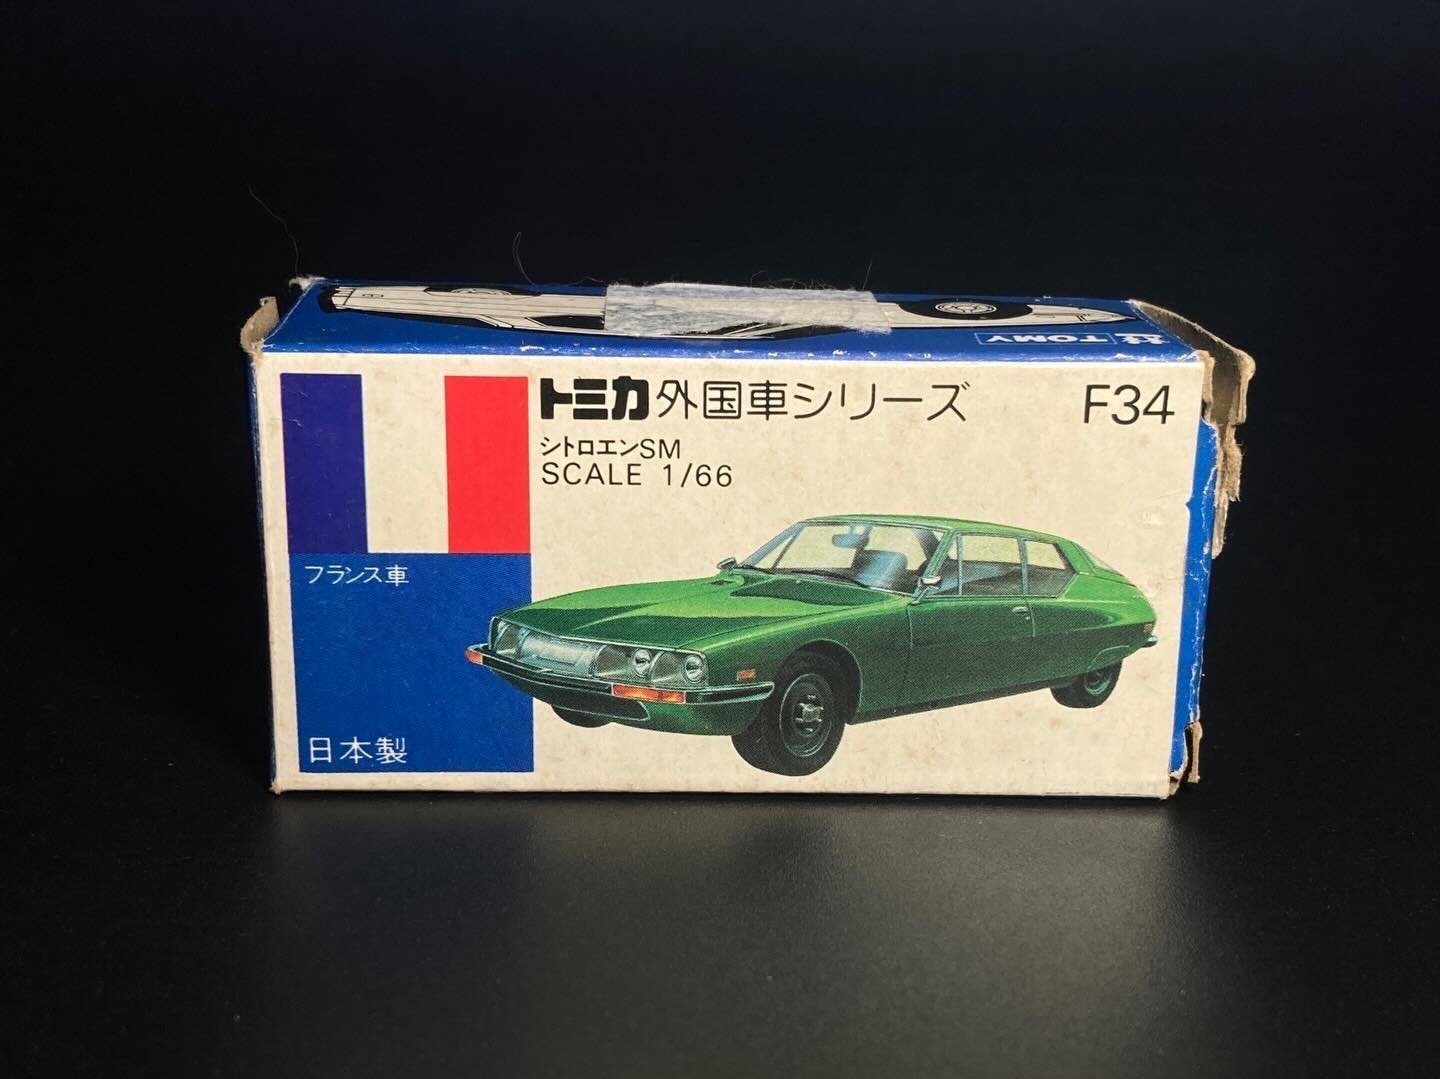 TOMY
トミカ外国車シリーズ F34
シトロエンSM
SCALE 1/66
フランス車
日本製